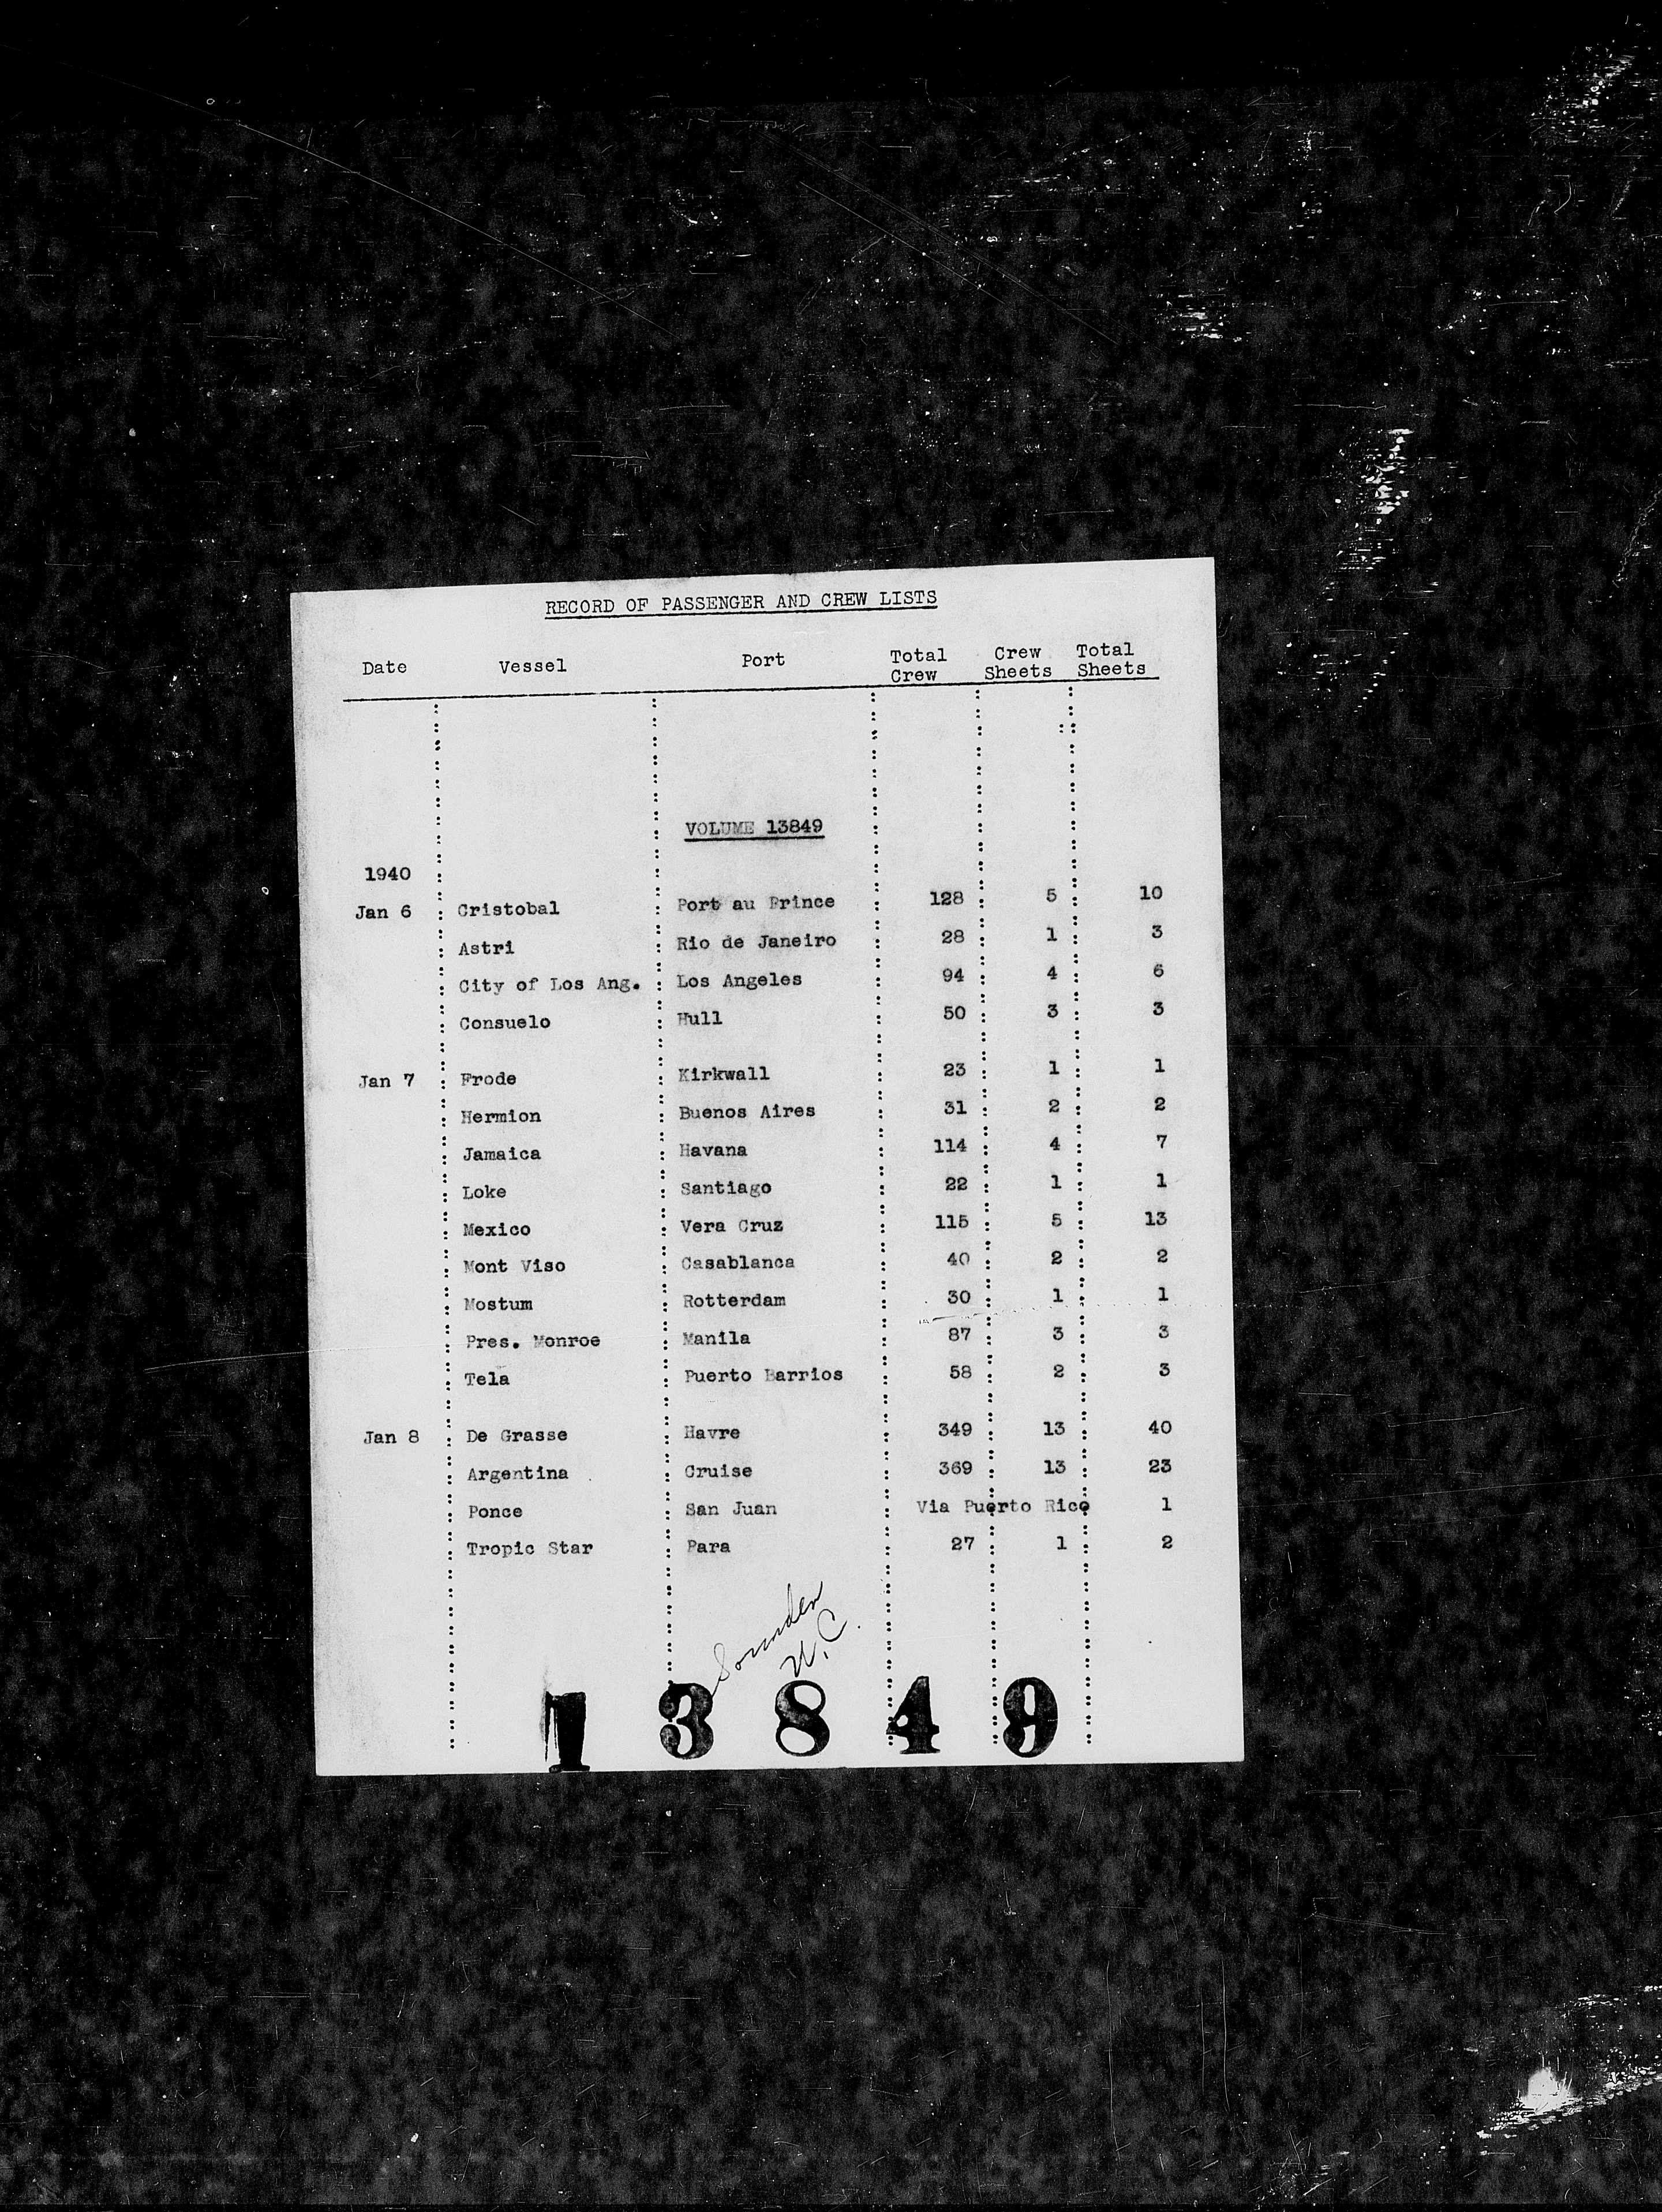 RECORD OF PASSENGER AND CREW LISTS
Date Vessel Port Total Crew Crew Sheets Total Sheets
VOLUME 13849
1940
Jan 6 Cristobal Port au Prince 128 5 10
Astri Rio de Janeiro 28 1 3
City of Los Ang. Los Angeles 94 4 6
Consuelo Hull 50 3 3
Jan 7 Frode Kirkwall 23 1 1
Hermion Buenos Aires 31 2 2
Jamaica Havana 114 4 7
Loke Santiago 22 1 1
Mexico Vera Cruz 115 5 13
Mont Viso Casablanca 40 2 2
Mostum Rotterdam 30 1 1
Pres. Monroe Manila 87 3 3
Tela Puerto Barrios 58 2 3
Jan 8 De Grasse Havre 349 13 40
Argentina Cruise 369 13 23
Ponce San Juan Via Puerto Rico 1
Tropic Star Para 27 1 2
13849